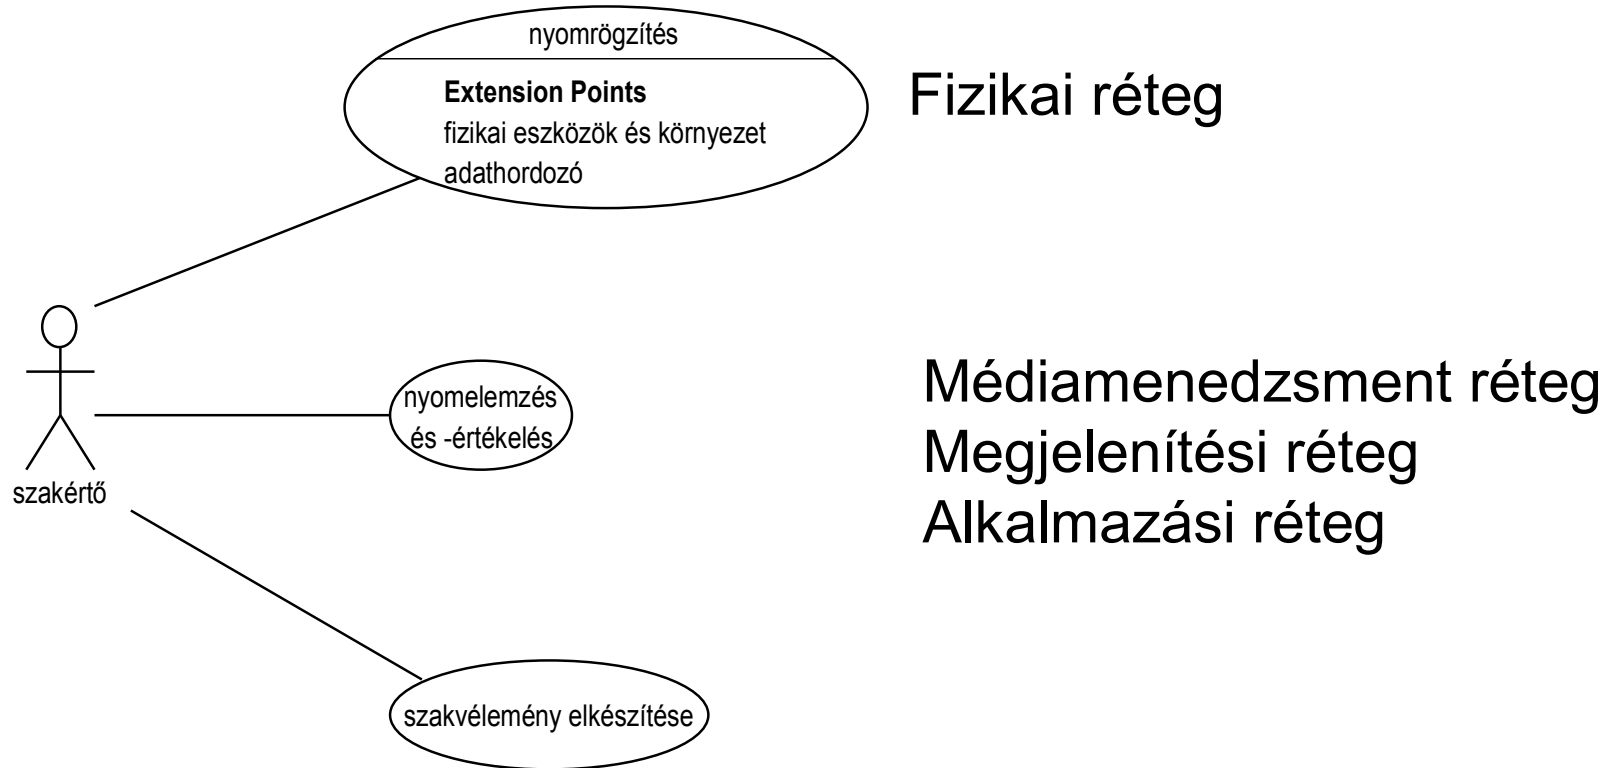 nyomrögzítés
Extension Points
fizikai eszközök és környezet
adathordozó
Fizikai réteg
nyomelemzés
és -értékelés
Médiamenedzsment réteg
Megjelenítési réteg
Alkalmazási réteg
szakértő
szakvélemény elkészítése